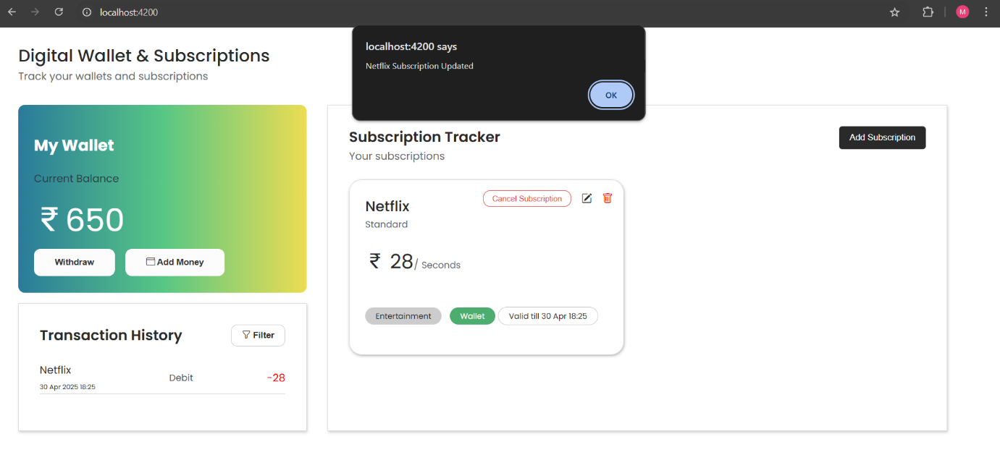 localhost:4200
M
localhost:4200 says
Netflix Subscription Updated
OK
Digital Wallet & Subscriptions
Track your wallets and subscriptions
My Wallet
Current Balance
₹ 650
Withdraw
Add Money
Transaction History
Filter
Netflix
30 Apr 2025 18:25
Debit
-28
Subscription Tracker
Your subscriptions
Add Subscription
Netflix
Standard
Cancel Subscription
₹ 28/ Seconds
Entertainment
Wallet
Valid till 30 Apr 18:25